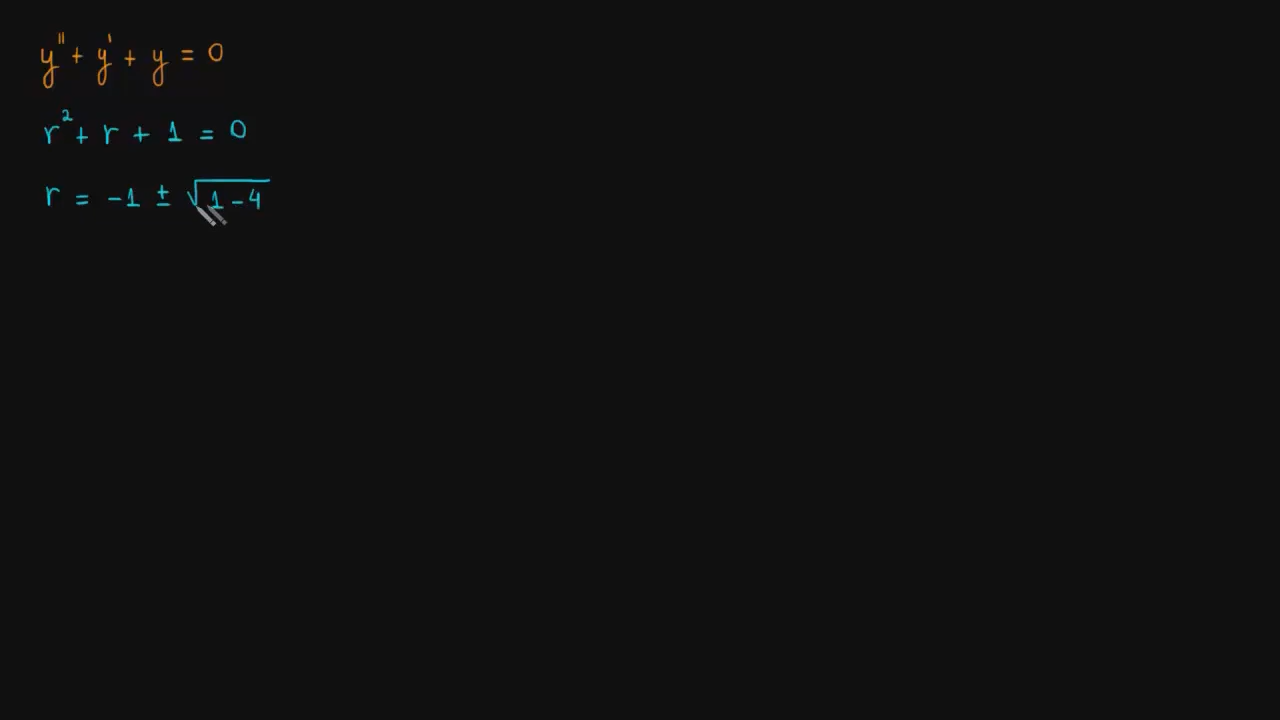 y'' + y' + y = 0
r² + r + 1 = 0
r = -1 ± √(1-4)